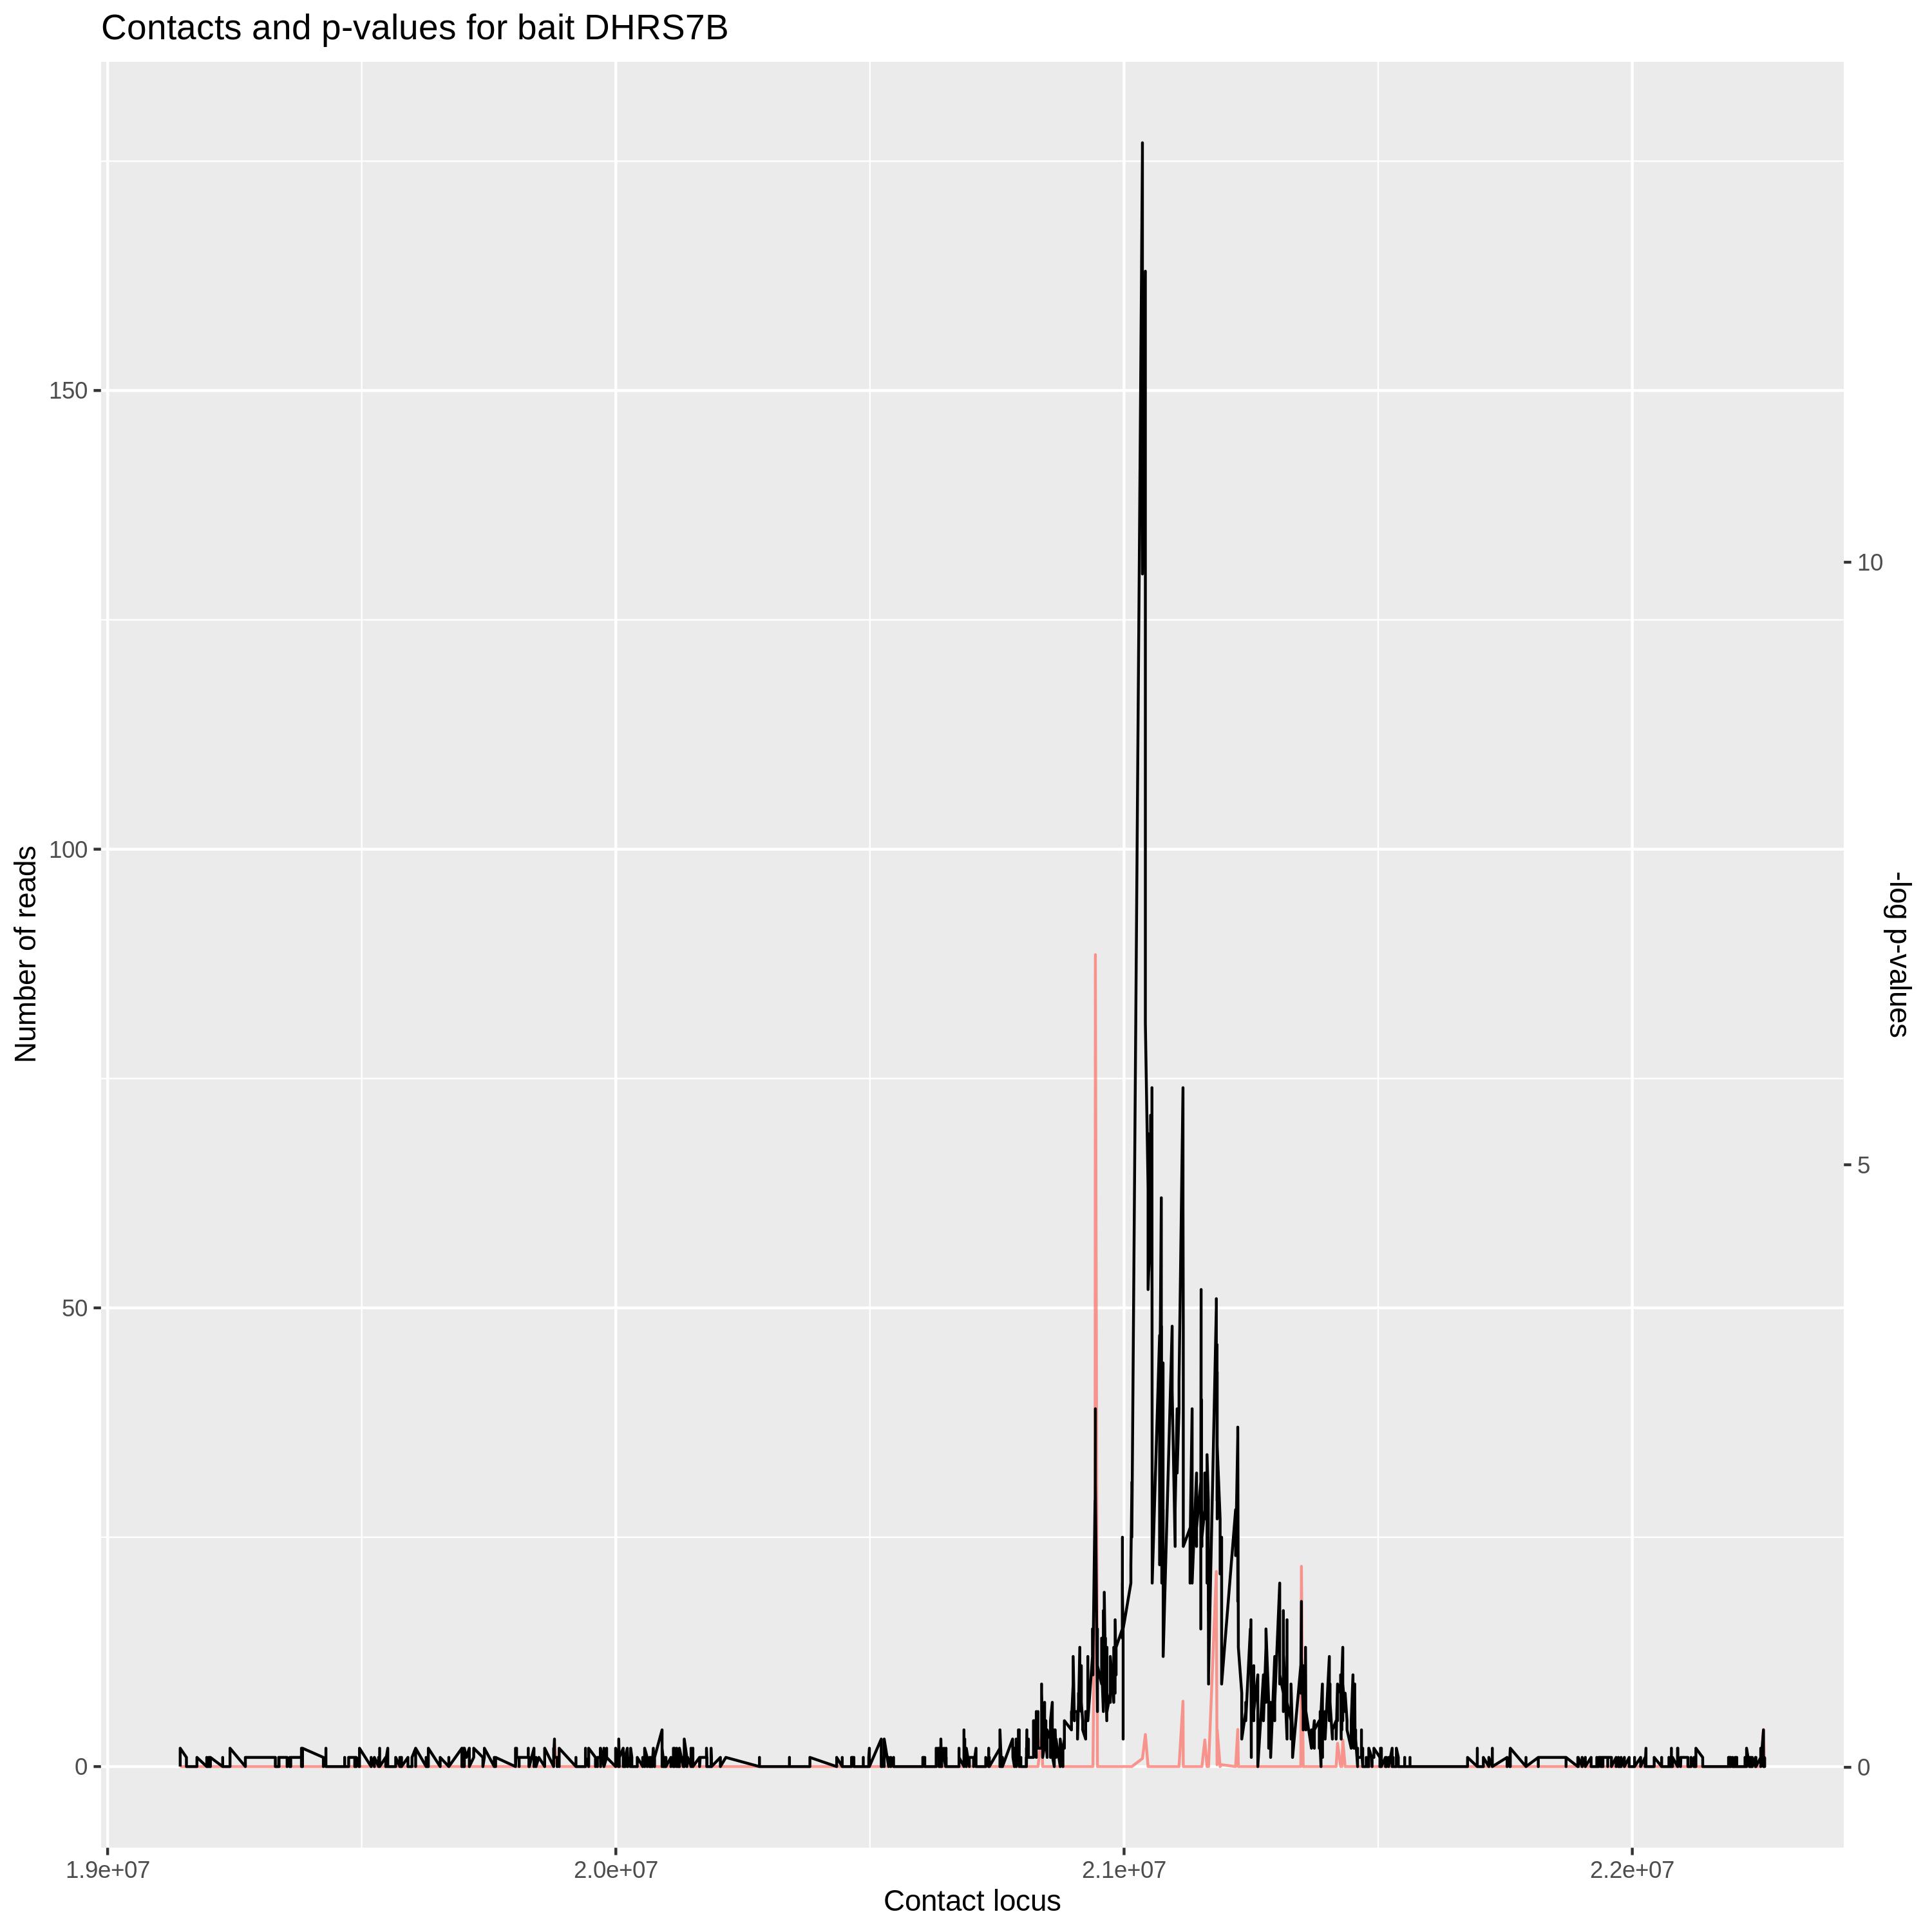 Contacts and p-values for bait DHRS7B
150
100
50
0
Number of reads
10
5
0
-log p-values
1.9e+07 2.0e+07 2.1e+07 2.2e+07
Contact locus